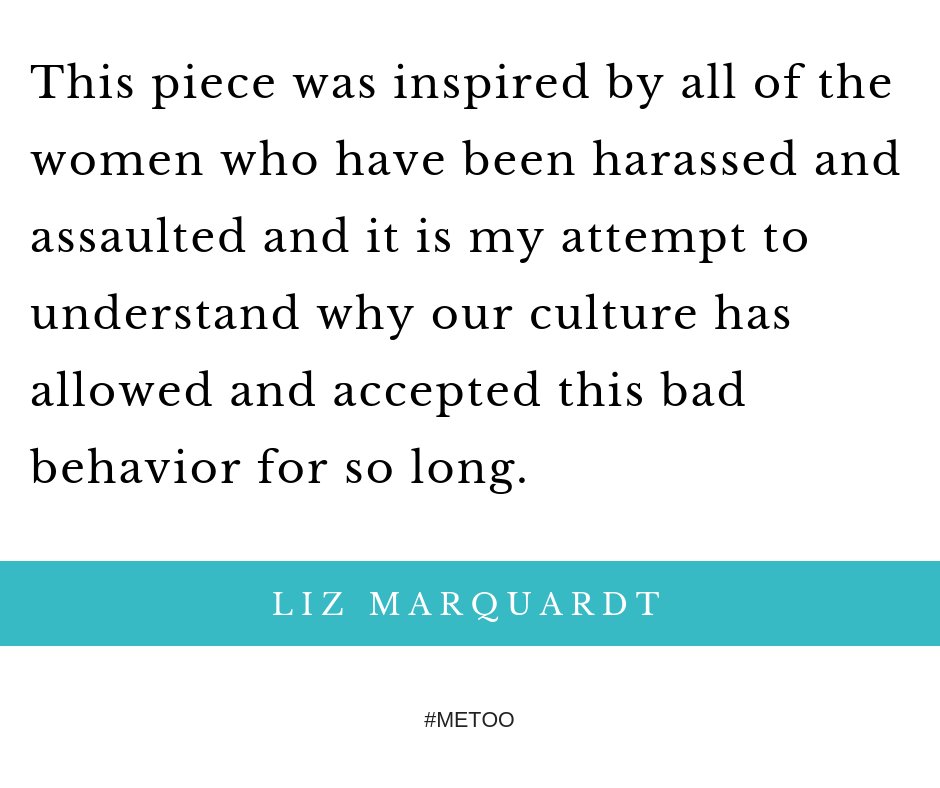 This piece was inspired by all of the
women who have been harassed and
assaulted and it is my attempt to
understand why our culture has
allowed and accepted this bad
behavior for so long.
LIZ MARQUARDT
#METOO